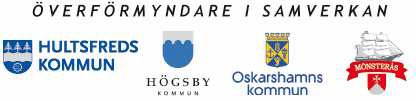 ÖVERFÖRMYNDARE I SAMVERKAN
HULTSFREDS
KOMMUN
HÖGSBY
KOMMUN
Oskarshamns
kommun
MÖNSTERÅS